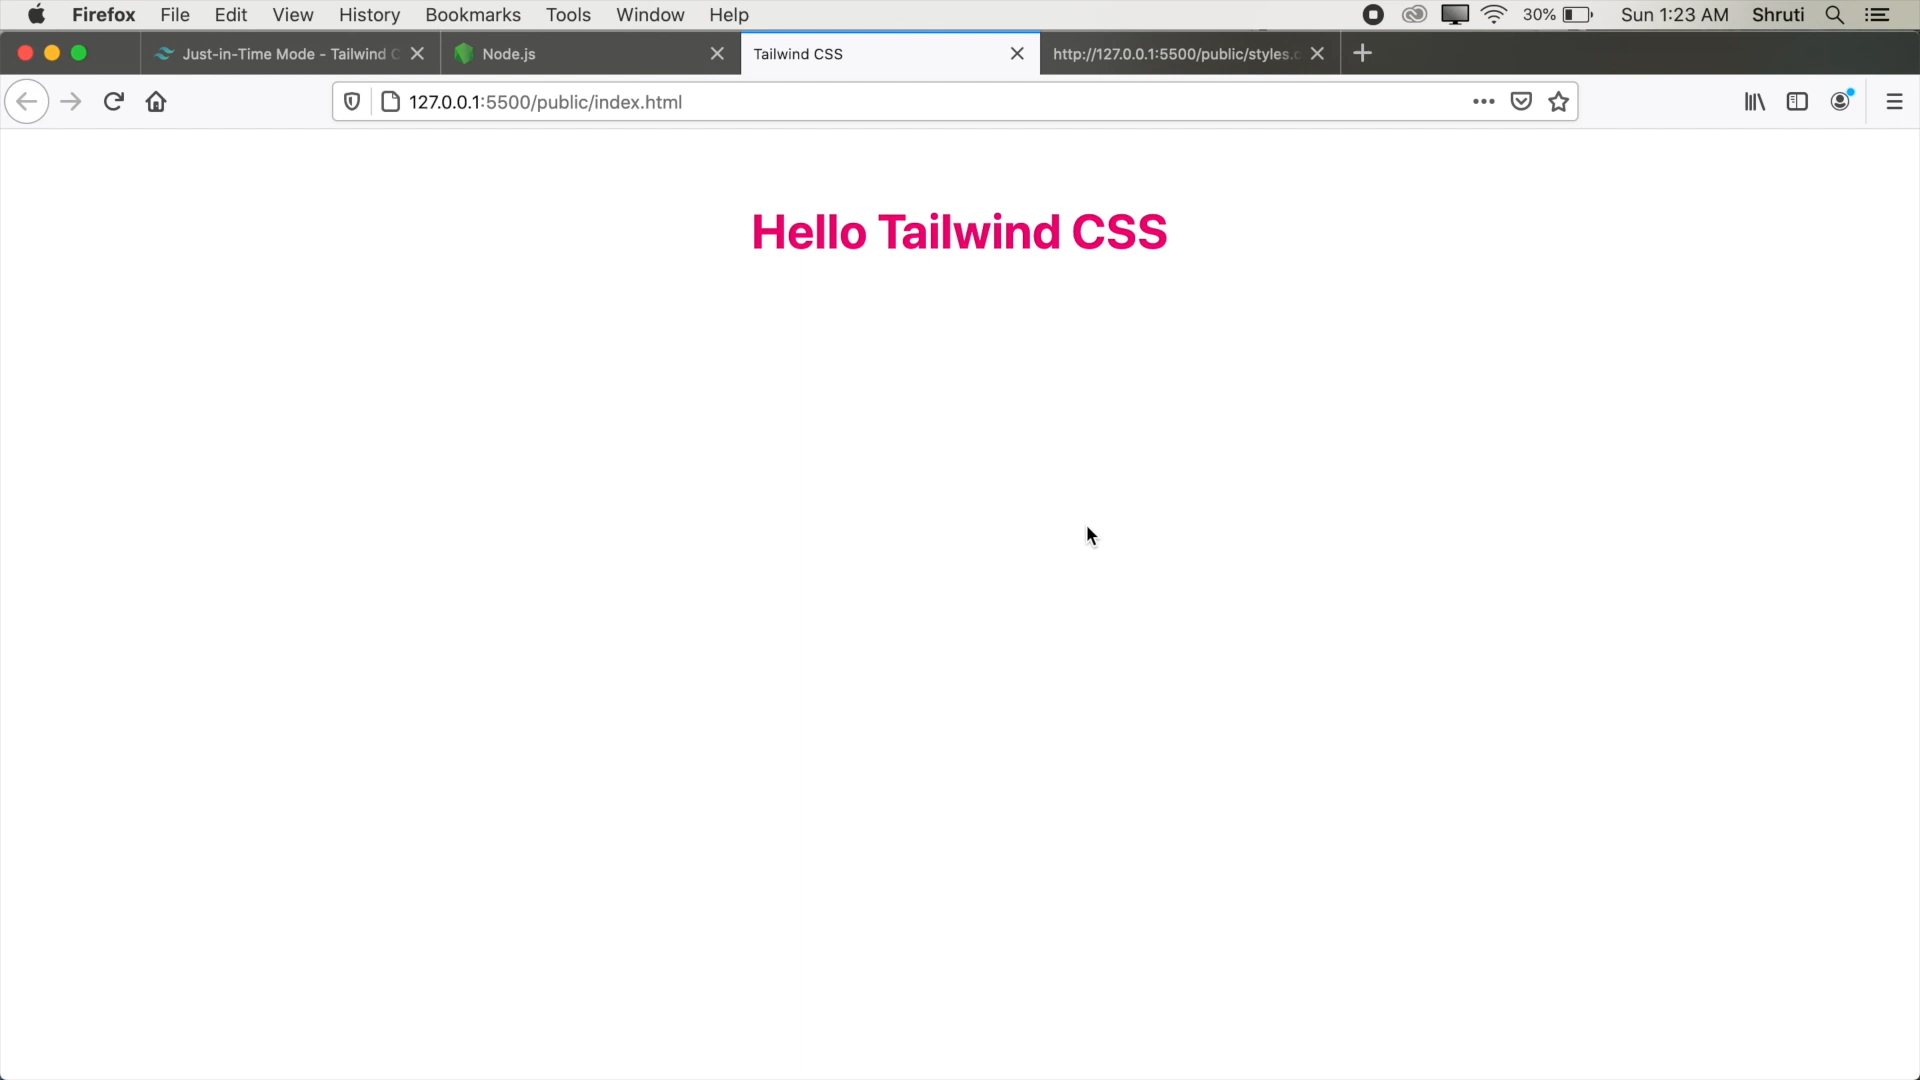 Firefox File Edit View History Bookmarks Tools Window Help 30% Sun 1:23 AM Shruti
Just-in-Time Mode - Tailwind C Node.js Tailwind CSS http://127.0.0.1:5500/public/styles.c
127.0.0.1:5500/public/index.html
Hello Tailwind CSS